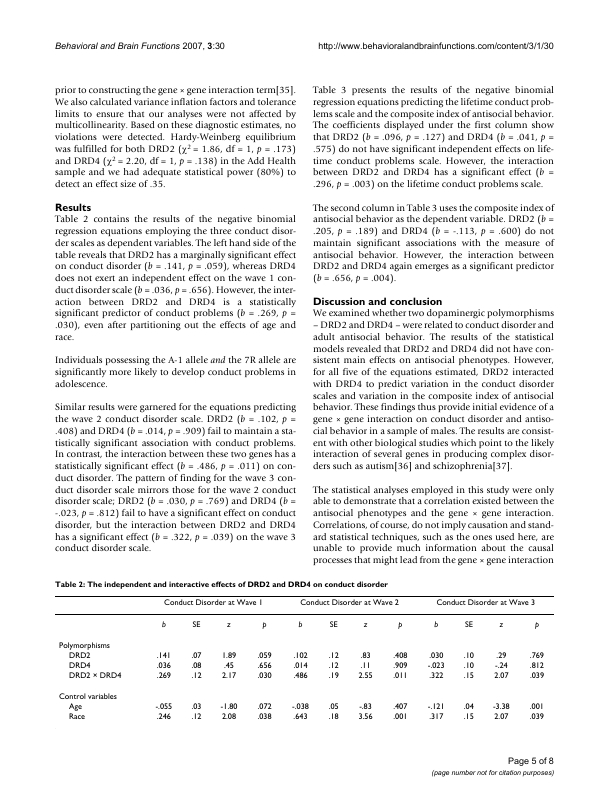 Behavioral and Brain Functions 2007, 3:30 http://www.behavioralandbrainfunctions.com/content/3/1/30
prior to constructing the gene × gene interaction term[35].
We also calculated variance inflation factors and tolerance
limits to ensure that our analyses were not affected by
multicollinearity. Based on these diagnostic estimates, no
violations were detected. Hardy-Weinberg equilibrium
was fulfilled for both DRD2 (χ² = 1.86, df = 1, p = .173)
and DRD4 (χ² = 2.20, df = 1, p = .138) in the Add Health
sample and we had adequate statistical power (80%) to
detect an effect size of .35.
Results
Table 2 contains the results of the negative binomial
regression equations employing the three conduct disor-
der scales as dependent variables. The left hand side of the
table reveals that DRD2 has a marginally significant effect
on conduct disorder (b = .141, p = .059), whereas DRD4
does not exert an independent effect on the wave 1 con-
duct disorder scale (b = .036, p = .656). However, the inter-
action between DRD2 and DRD4 is a statistically
significant predictor of conduct problems (b = .269, p =
.030), even after partitioning out the effects of age and
race.
Individuals possessing the A-1 allele and the 7R allele are
significantly more likely to develop conduct problems in
adolescence.
Similar results were garnered for the equations predicting
the wave 2 conduct disorder scale. DRD2 (b = .102, p =
.408) and DRD4 (b = .014, p = .909) fail to maintain a sta-
tistically significant association with conduct problems.
In contrast, the interaction between these two genes has a
statistically significant effect (b = .486, p = .011) on con-
duct disorder. The pattern of finding for the wave 3 con-
duct disorder scale mirrors those for the wave 2 conduct
disorder scale; DRD2 (b = .030, p = .769) and DRD4 (b =
-.023, p = .812) fail to have a significant effect on conduct
disorder, but the interaction between DRD2 and DRD4
has a significant effect (b = .322, p = .039) on the wave 3
conduct disorder scale.
Table 3 presents the results of the negative binomial
regression equations predicting the lifetime conduct prob-
lems scale and the composite index of antisocial behavior.
The coefficients displayed under the first column show
that DRD2 (b = .096, p = .127) and DRD4 (b = .041, p =
.575) do not have significant independent effects on life-
time conduct problems scale. However, the interaction
between DRD2 and DRD4 has a significant effect (b =
.296, p = .003) on the lifetime conduct problems scale.
The second column in Table 3 uses the composite index of
antisocial behavior as the dependent variable. DRD2 (b =
.205, p = .189) and DRD4 (b = -.113, p = .600) do not
maintain significant associations with the measure of
antisocial behavior. However, the interaction between
DRD2 and DRD4 again emerges as a significant predictor
(b = .656, p = .004).
Discussion and conclusion
We examined whether two dopaminergic polymorphisms
– DRD2 and DRD4 – were related to conduct disorder and
adult antisocial behavior. The results of the statistical
models revealed that DRD2 and DRD4 did not have con-
sistent main effects on antisocial phenotypes. However,
for all five of the equations estimated, DRD2 interacted
with DRD4 to predict variation in the conduct disorder
scales and variation in the composite index of antisocial
behavior. These findings thus provide initial evidence of a
gene × gene interaction on conduct disorder and antiso-
cial behavior in a sample of males. The results are consist-
ent with other biological studies which point to the likely
interaction of several genes in producing complex disor-
ders such as autism[36] and schizophrenia[37].
The statistical analyses employed in this study were only
able to demonstrate that a correlation existed between the
antisocial phenotypes and the gene × gene interaction.
Correlations, of course, do not imply causation and stand-
ard statistical techniques, such as the ones used here, are
unable to provide much information about the causal
processes that might lead from the gene × gene interaction
Table 2: The independent and interactive effects of DRD2 and DRD4 on conduct disorder
Conduct Disorder at Wave 1 Conduct Disorder at Wave 2 Conduct Disorder at Wave 3
b SE z p b SE z p b SE z p
Polymorphisms
DRD2 .141 .07 1.89 .059 .102 .12 .83 .408 .030 .10 .29 .769
DRD4 .036 .08 .45 .656 .014 .12 .11 .909 -.023 .10 -.24 .812
DRD2 × DRD4 .269 .12 2.17 .030 .486 .19 2.55 .011 .322 .15 2.07 .039
Control variables
Age -.055 .03 -1.80 .072 -.038 .05 -.83 .407 -.121 .04 -3.38 .001
Race .246 .12 2.08 .038 .643 .18 3.56 .001 .317 .15 2.07 .039
Page 5 of 8
(page number not for citation purposes)